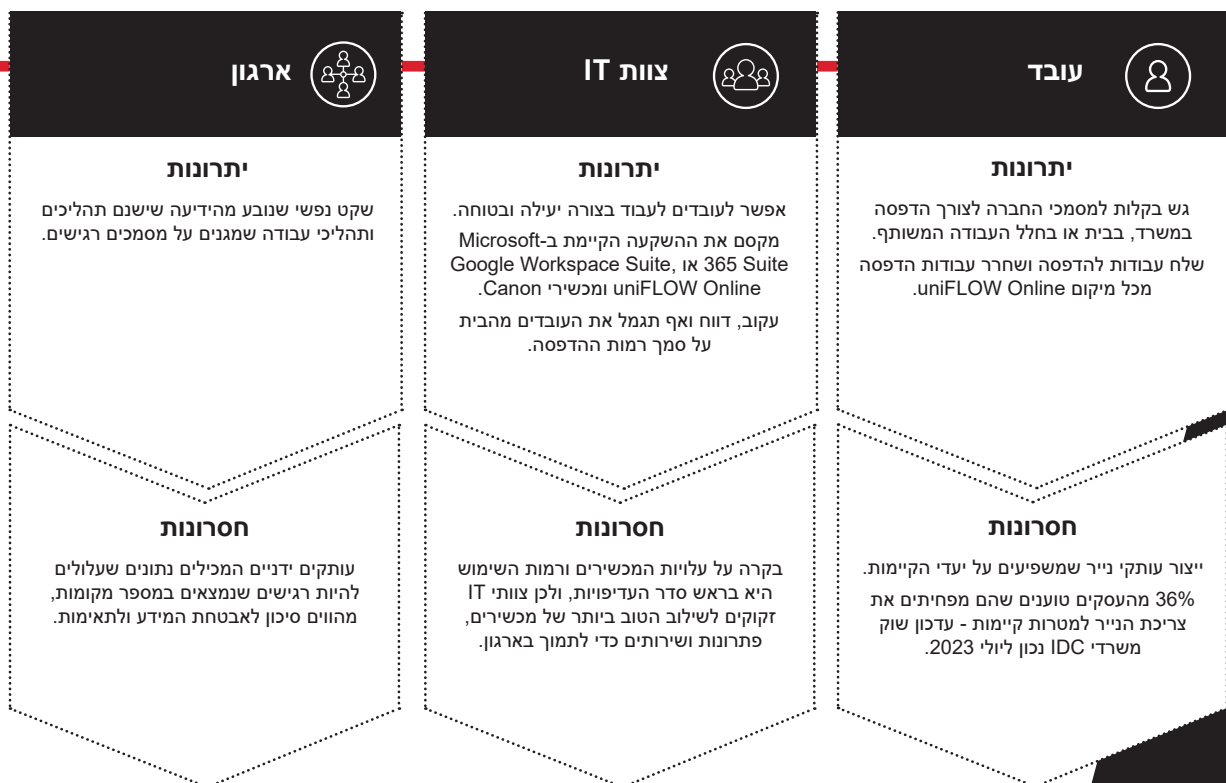 עובד
יתרונות
גש בקלות למסמכי החברה לצורך הדפסה
במשרד, בבית או בחלל העבודה המשותף.
שלח עבודות להדפסה ושחרר עבודות הדפסה
מכל מיקום uniFLOW Online.
חסרונות
ייצור עותקי נייר שמשפיעים על יעדי הקיימות.
36% מהעסקים טוענים שהם מפחיתים את
צריכת הנייר למטרות קיימות - עדכון שוק
משרדי IDC נכון ליולי 2023.
צוות IT
יתרונות
אפשר לעובדים לעבוד בצורה יעילה ובטוחה.
מקסם את ההשקעה הקיימת ב-Microsoft
365 Suite או Google Workspace Suite,
uniFLOW Online ומכשירי Canon.
עקוב, דווח ואף תגמל את העובדים מהבית
על סמך רמות ההדפסה.
חסרונות
בקרה על עלויות המכשירים ורמות השימוש
היא בראש סדר העדיפויות, ולכן צוותי IT
זקוקים לשילוב הטוב ביותר של מכשירים,
פתרונות ושירותים כדי לתמוך בארגון.
ארגון
יתרונות
שקט נפשי שנובע מהידיעה שישנם תהליכים
ותהליכי עבודה שמגנים על מסמכים רגישים.
חסרונות
עותקים ידניים המכילים נתונים שעלולים
להיות רגישים שנמצאים במספר מקומות,
מהווים סיכון לאבטחת המידע ולתאימות.